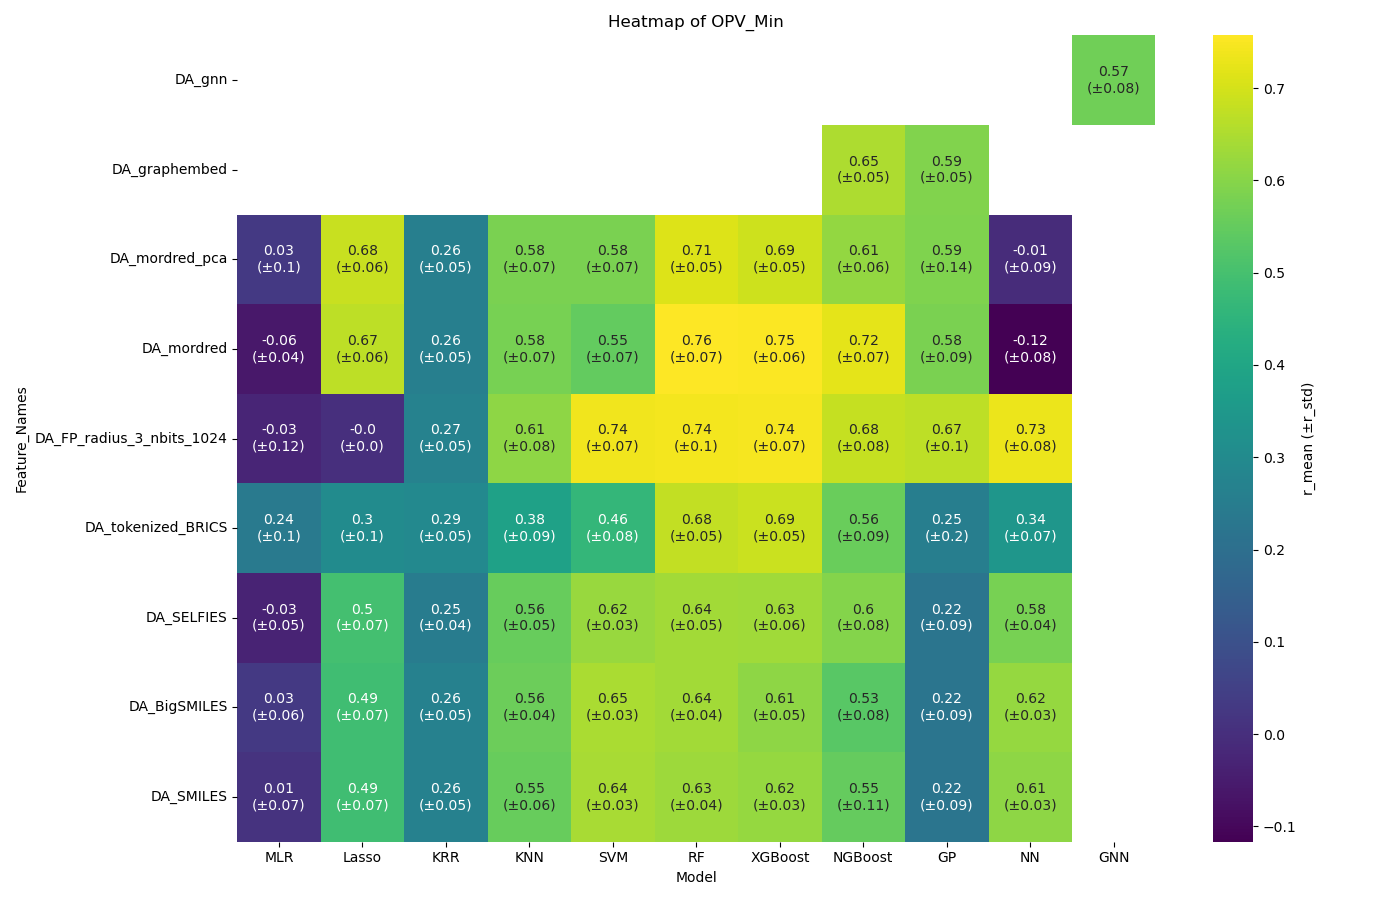 Heatmap of OPV_Min
DA_gnn
0.57
(±0.08)
DA_graphembed
0.65 0.59
(±0.05) (±0.05)
DA_mordred_pca
0.03 0.68 0.26 0.58 0.58 0.71 0.69 0.61 0.59 -0.01
(±0.1) (±0.06) (±0.05) (±0.07) (±0.07) (±0.05) (±0.05) (±0.06) (±0.14) (±0.09)
DA_mordred
-0.06 0.67 0.26 0.58 0.55 0.76 0.75 0.72 0.58 -0.12
(±0.04) (±0.06) (±0.05) (±0.07) (±0.07) (±0.07) (±0.06) (±0.07) (±0.09) (±0.08)
DA_FP_radius_3_nbits_1024
-0.03 -0.0 0.27 0.61 0.74 0.74 0.74 0.68 0.67 0.73
(±0.12) (±0.0) (±0.05) (±0.08) (±0.07) (±0.1) (±0.07) (±0.08) (±0.1) (±0.08)
DA_tokenized_BRICS
0.24 0.3 0.29 0.38 0.46 0.68 0.69 0.56 0.25 0.34
(±0.1) (±0.1) (±0.05) (±0.09) (±0.08) (±0.05) (±0.05) (±0.09) (±0.2) (±0.07)
DA_SELFIES
-0.03 0.5 0.25 0.56 0.62 0.64 0.63 0.6 0.22 0.58
(±0.05) (±0.07) (±0.04) (±0.05) (±0.03) (±0.05) (±0.06) (±0.08) (±0.09) (±0.04)
DA_BigSMILES
0.03 0.49 0.26 0.56 0.65 0.64 0.61 0.53 0.22 0.62
(±0.06) (±0.07) (±0.05) (±0.04) (±0.03) (±0.04) (±0.05) (±0.08) (±0.09) (±0.03)
DA_SMILES
0.01 0.49 0.26 0.55 0.64 0.63 0.62 0.55 0.22 0.61
(±0.07) (±0.07) (±0.05) (±0.06) (±0.03) (±0.04) (±0.03) (±0.11) (±0.09) (±0.03)
MLR Lasso KRR KNN SVM RF XGBoost NGBoost GP NN GNN
Model
Feature_Names
0.7
0.6
0.5
0.4
0.3
0.2
0.1
0.0
−0.1
r_mean (±r_std)